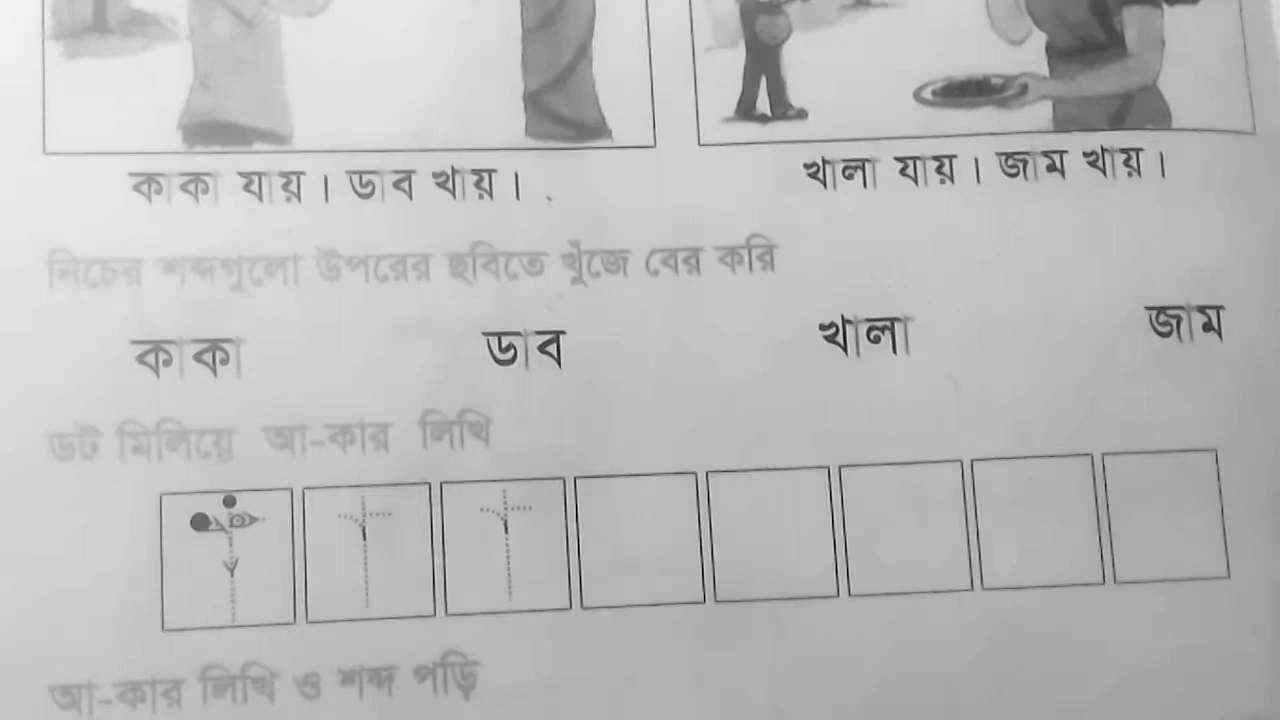 কাকা যায়। ডাব খায়।
খালা যায়। জাম খায়।
নিচের শব্দগুলো উপরের ছবিতে খুঁজে বের করি
কাকা ডাব খালা জাম
ডট মিলিয়ে আ-কার লিখি
আ-কার লিখি ও শব্দ পড়ি